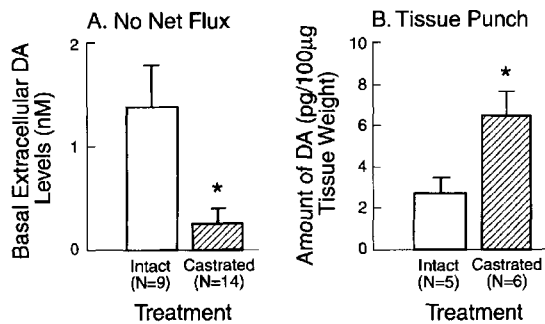 A. No Net Flux
Basal Extracellular DA
Levels (nM)
2
1
0
*
Intact
(N=9)
Castrated
(N=14)
Treatment
B. Tissue Punch
Amount of DA (pg/100μg
Tissue Weight)
10
8
6
4
2
0
*
Intact
(N=5)
Castrated
(N=6)
Treatment